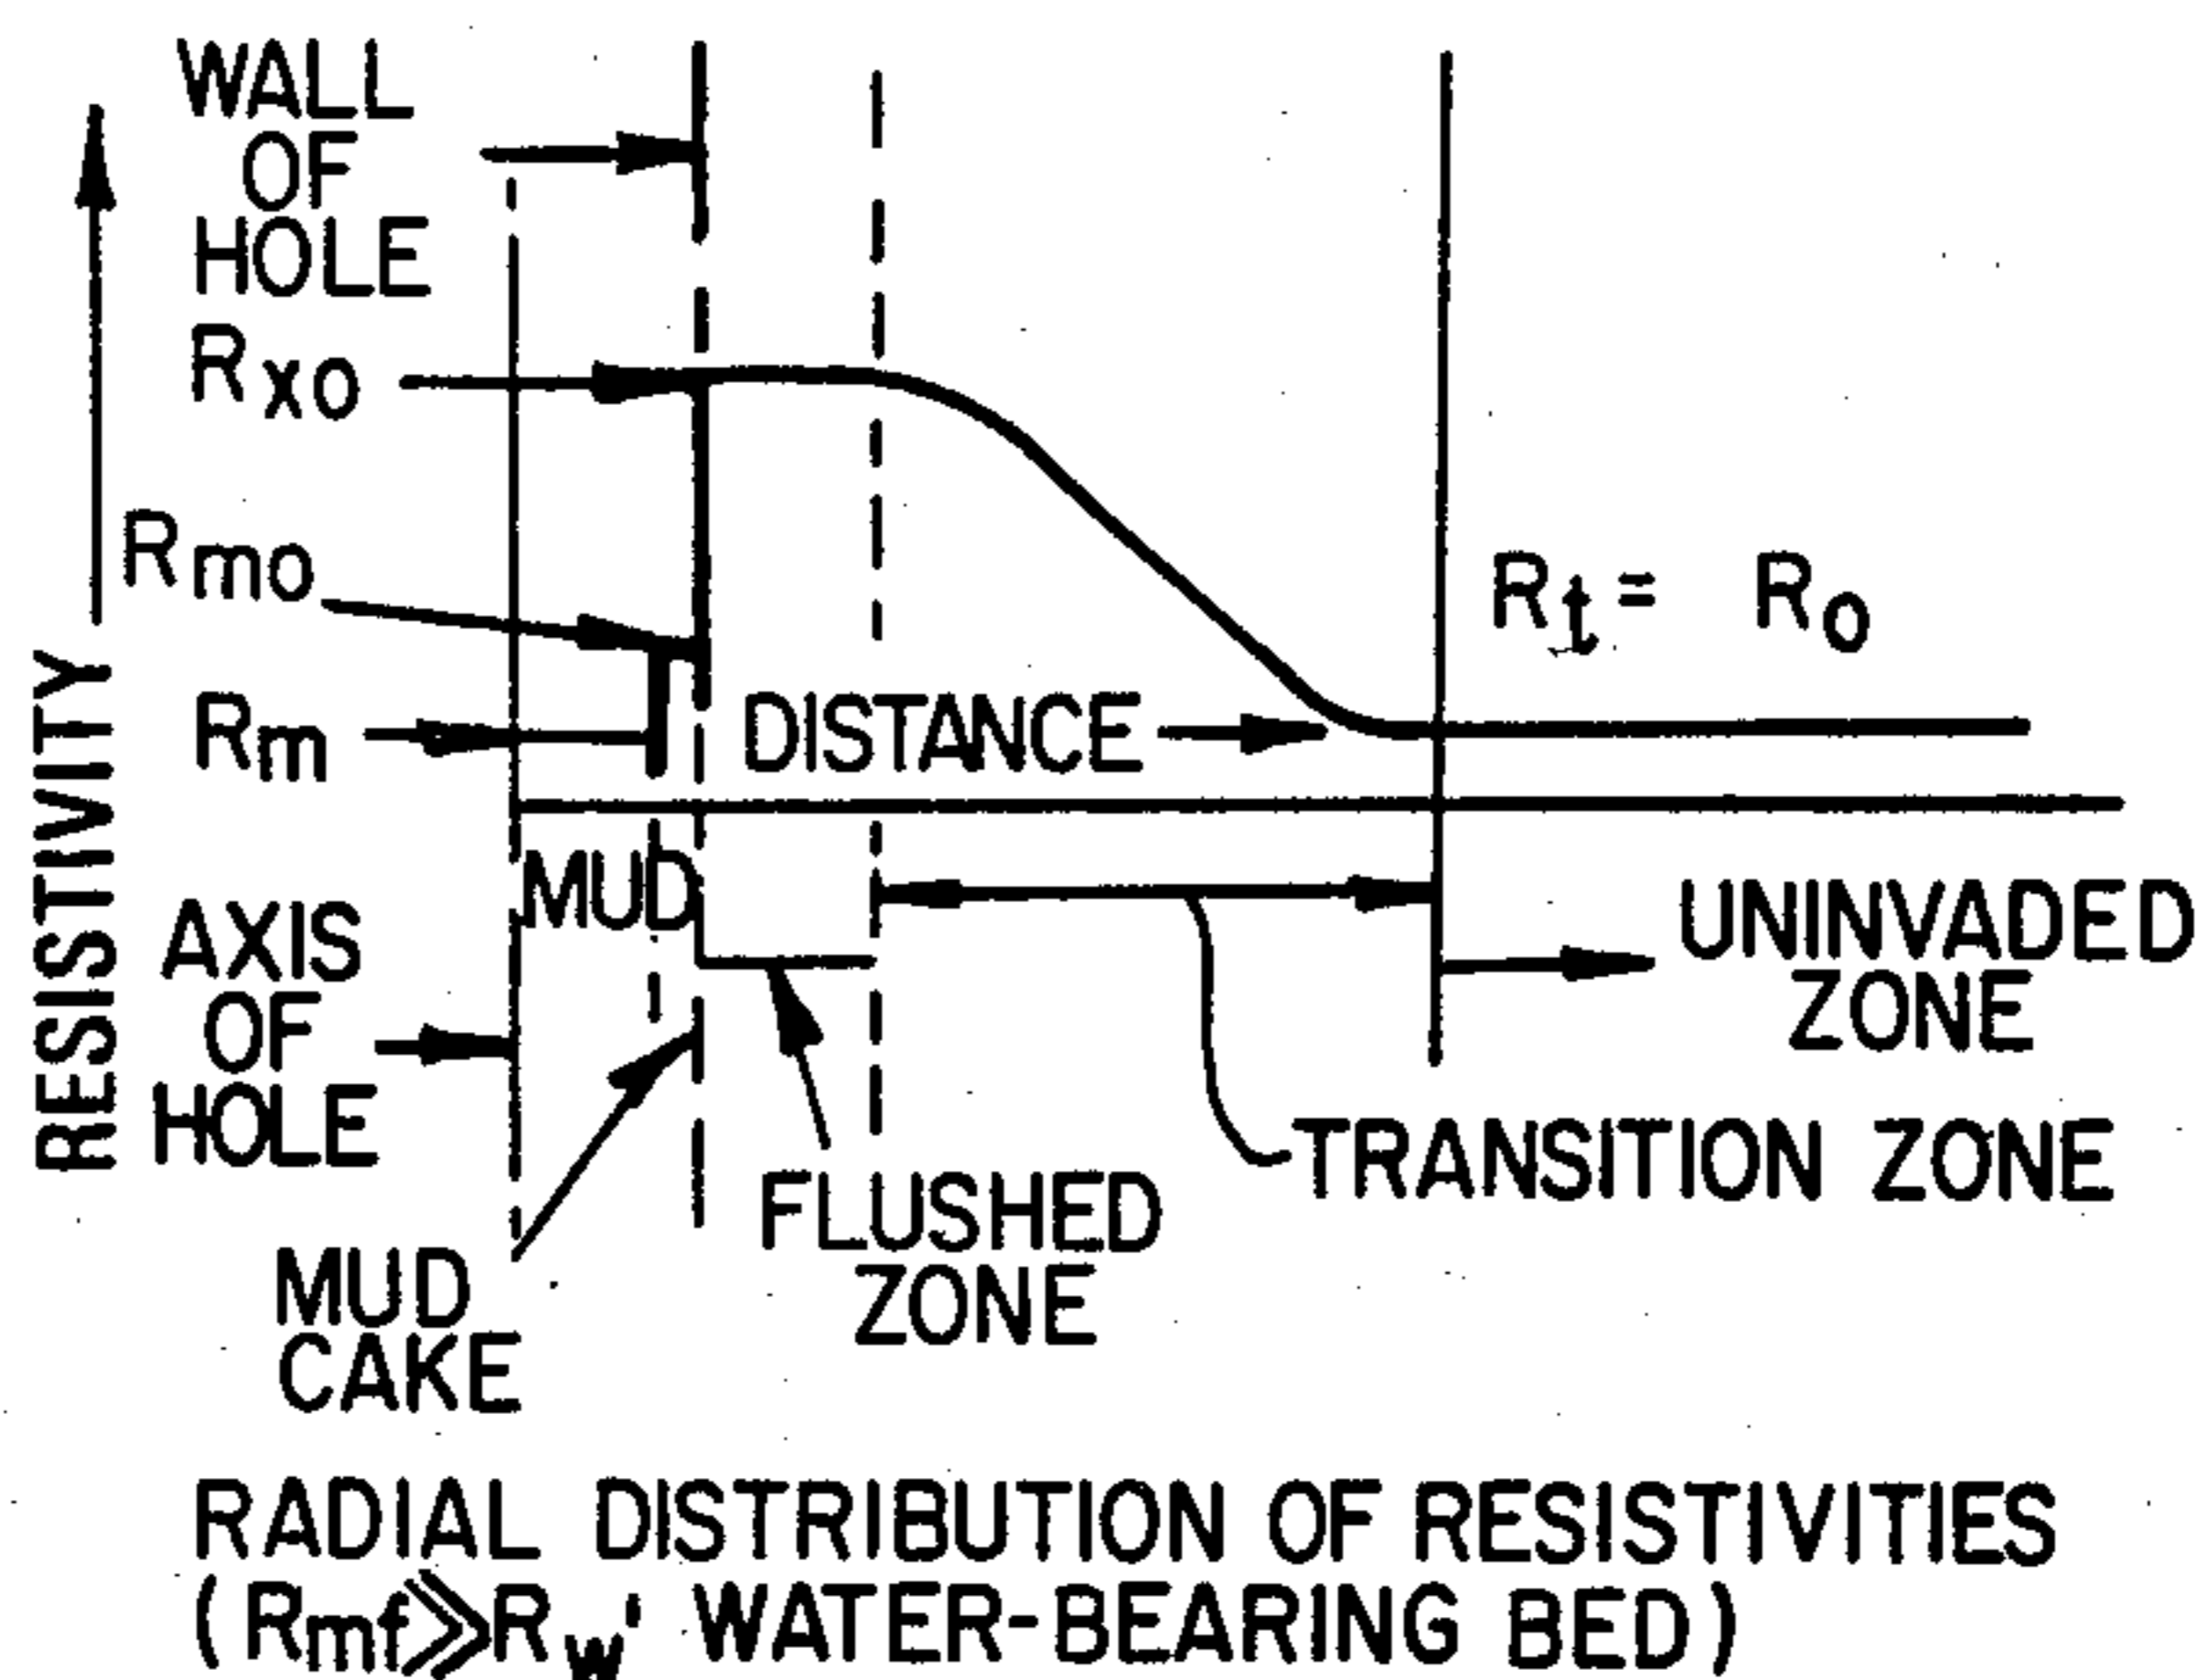 WALL
OF
HOLE
Rxo
Rmo
Rm
RESISTIVITY
DISTANCE
Rt = Ro
MUD
AXIS
OF
HOLE
UNINVADED
ZONE
TRANSITION ZONE
FLUSHED
ZONE
MUD
CAKE
RADIAL DISTRIBUTION OF RESISTIVITIES
(Rmf≫Rw, WATER-BEARING BED)